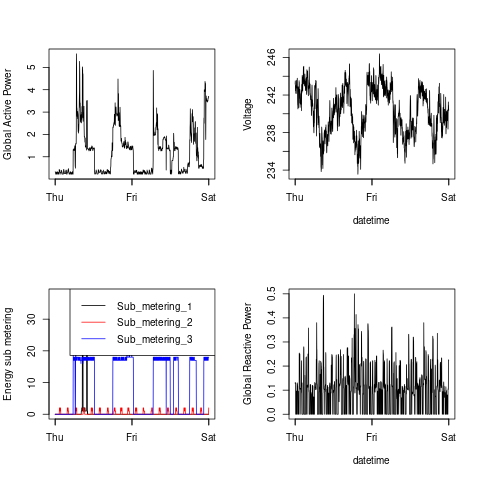 Global Active Power
1 2 3 4 5
Thu Fri Sat
Voltage
234 238 242 246
Thu Fri Sat
datetime
Energy sub metering
0 10 20 30
Sub_metering_1
Sub_metering_2
Sub_metering_3
Thu Fri Sat
Global Reactive Power
0.0 0.1 0.2 0.3 0.4 0.5
Thu Fri Sat
datetime